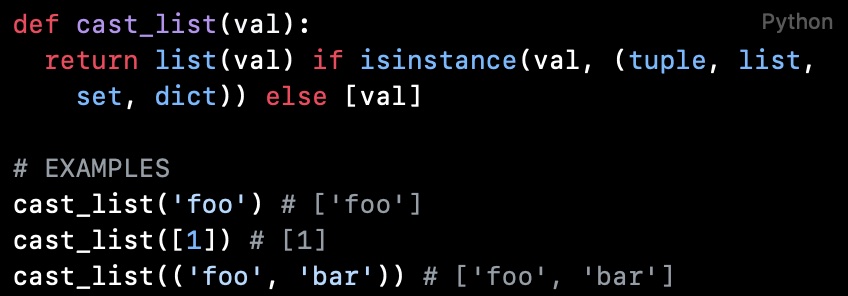 Python
def cast_list(val):
  return list(val) if isinstance(val, (tuple, list,
    set, dict)) else [val]

# EXAMPLES
cast_list('foo') # ['foo']
cast_list([1]) # [1]
cast_list(('foo', 'bar')) # ['foo', 'bar']